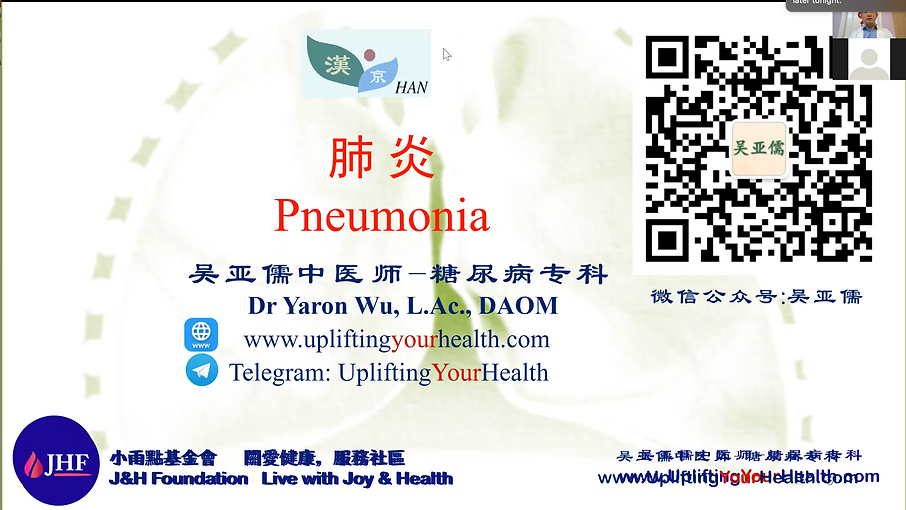 later tonight.
漢
京
HAN
肺炎
Pneumonia
吴亚儒
吴亚儒中医师-糖尿病专科
Dr Yaron Wu, L.Ac., DAOM
微信公众号:吴亚儒
www
www.upliftingyourhealth.com
Telegram: UpliftingYourHealth
JHF
小雨點基金會 關愛健康，服務社區
J&H Foundation Live with Joy & Health